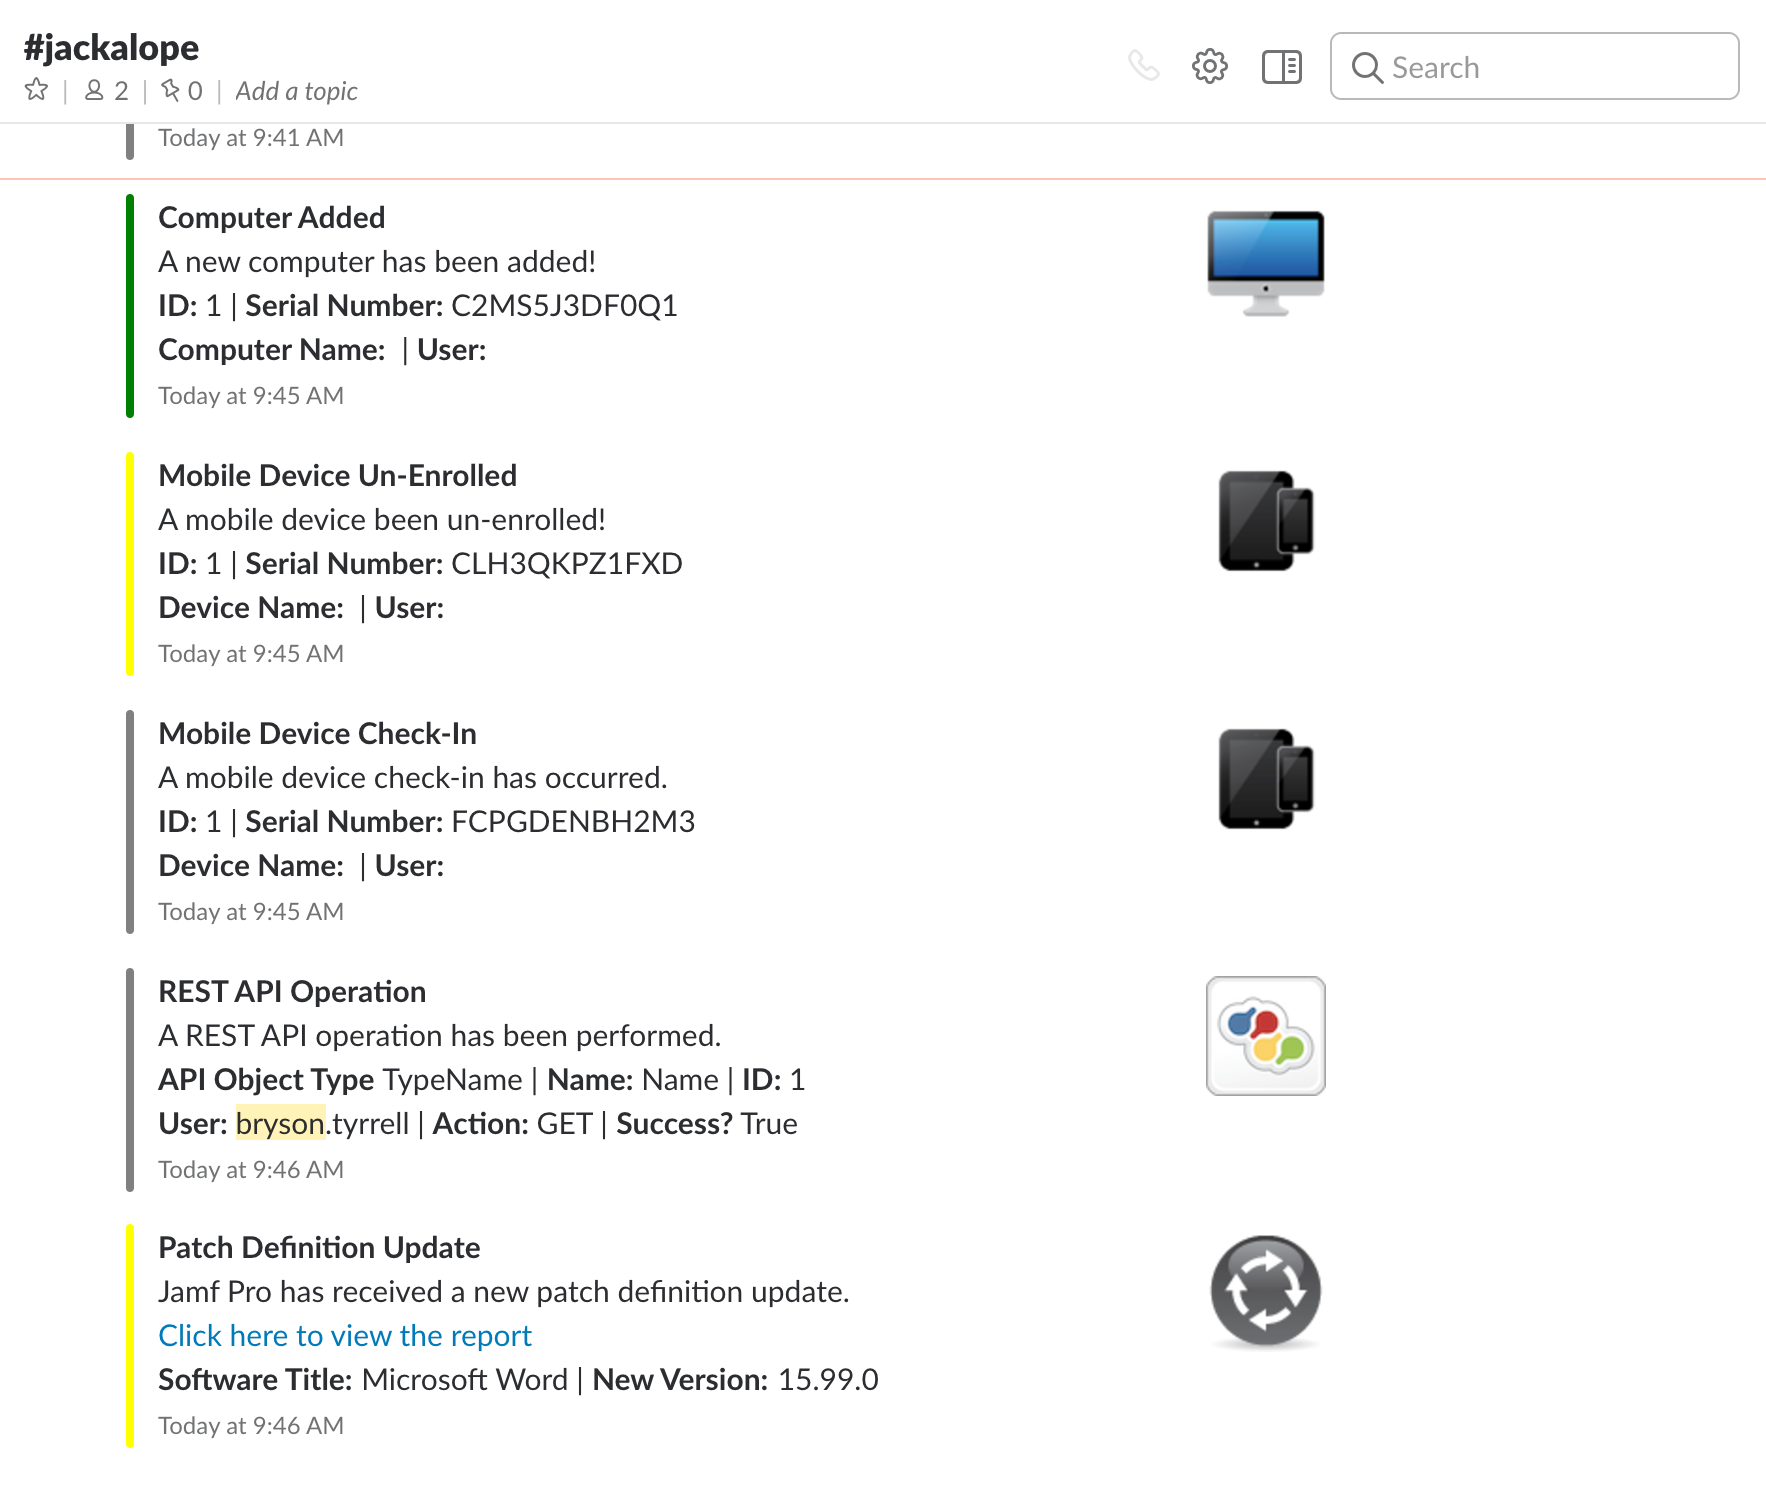 #jackalope
2 | 0 | Add a topic
Search
Today at 9:41 AM
Computer Added
A new computer has been added!
ID: 1 | Serial Number: C2MS5J3DF0Q1
Computer Name: | User:
Today at 9:45 AM
Mobile Device Un-Enrolled
A mobile device been un-enrolled!
ID: 1 | Serial Number: CLH3QKPZ1FXD
Device Name: | User:
Today at 9:45 AM
Mobile Device Check-In
A mobile device check-in has occurred.
ID: 1 | Serial Number: FCPGDENBH2M3
Device Name: | User:
Today at 9:45 AM
REST API Operation
A REST API operation has been performed.
API Object Type TypeName | Name: Name | ID: 1
User: bryson.tyrrell | Action: GET | Success? True
Today at 9:46 AM
Patch Definition Update
Jamf Pro has received a new patch definition update.
Click here to view the report
Software Title: Microsoft Word | New Version: 15.99.0
Today at 9:46 AM